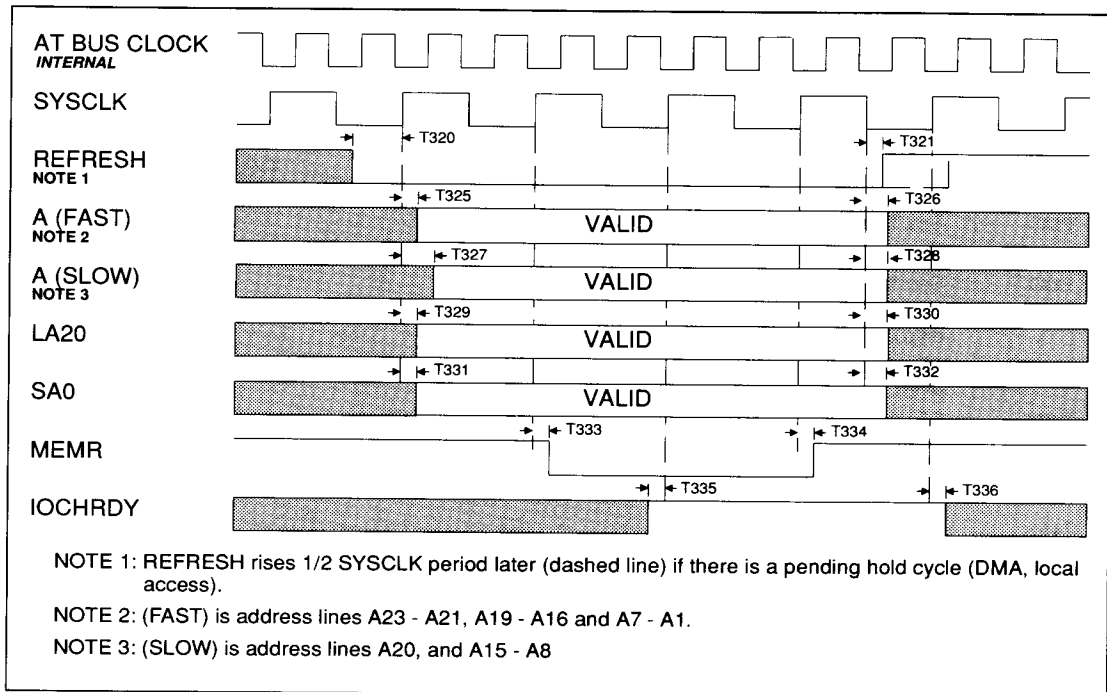 AT BUS CLOCK
INTERNAL
SYSCLK
T320
T321
REFRESH
NOTE 1
T325
T326
A (FAST)
NOTE 2
VALID
T327
T328
A (SLOW)
NOTE 3
T329
T330
LA20
VALID
T331
T332
SA0
VALID
T333
T334
MEMR
T335
T336
IOCHRDY
NOTE 1: REFRESH rises 1/2 SYSCLK period later (dashed line) if there is a pending hold cycle (DMA, local
access).
NOTE 2: (FAST) is address lines A23 - A21, A19 - A16 and A7 - A1.
NOTE 3: (SLOW) is address lines A20, and A15 - A8